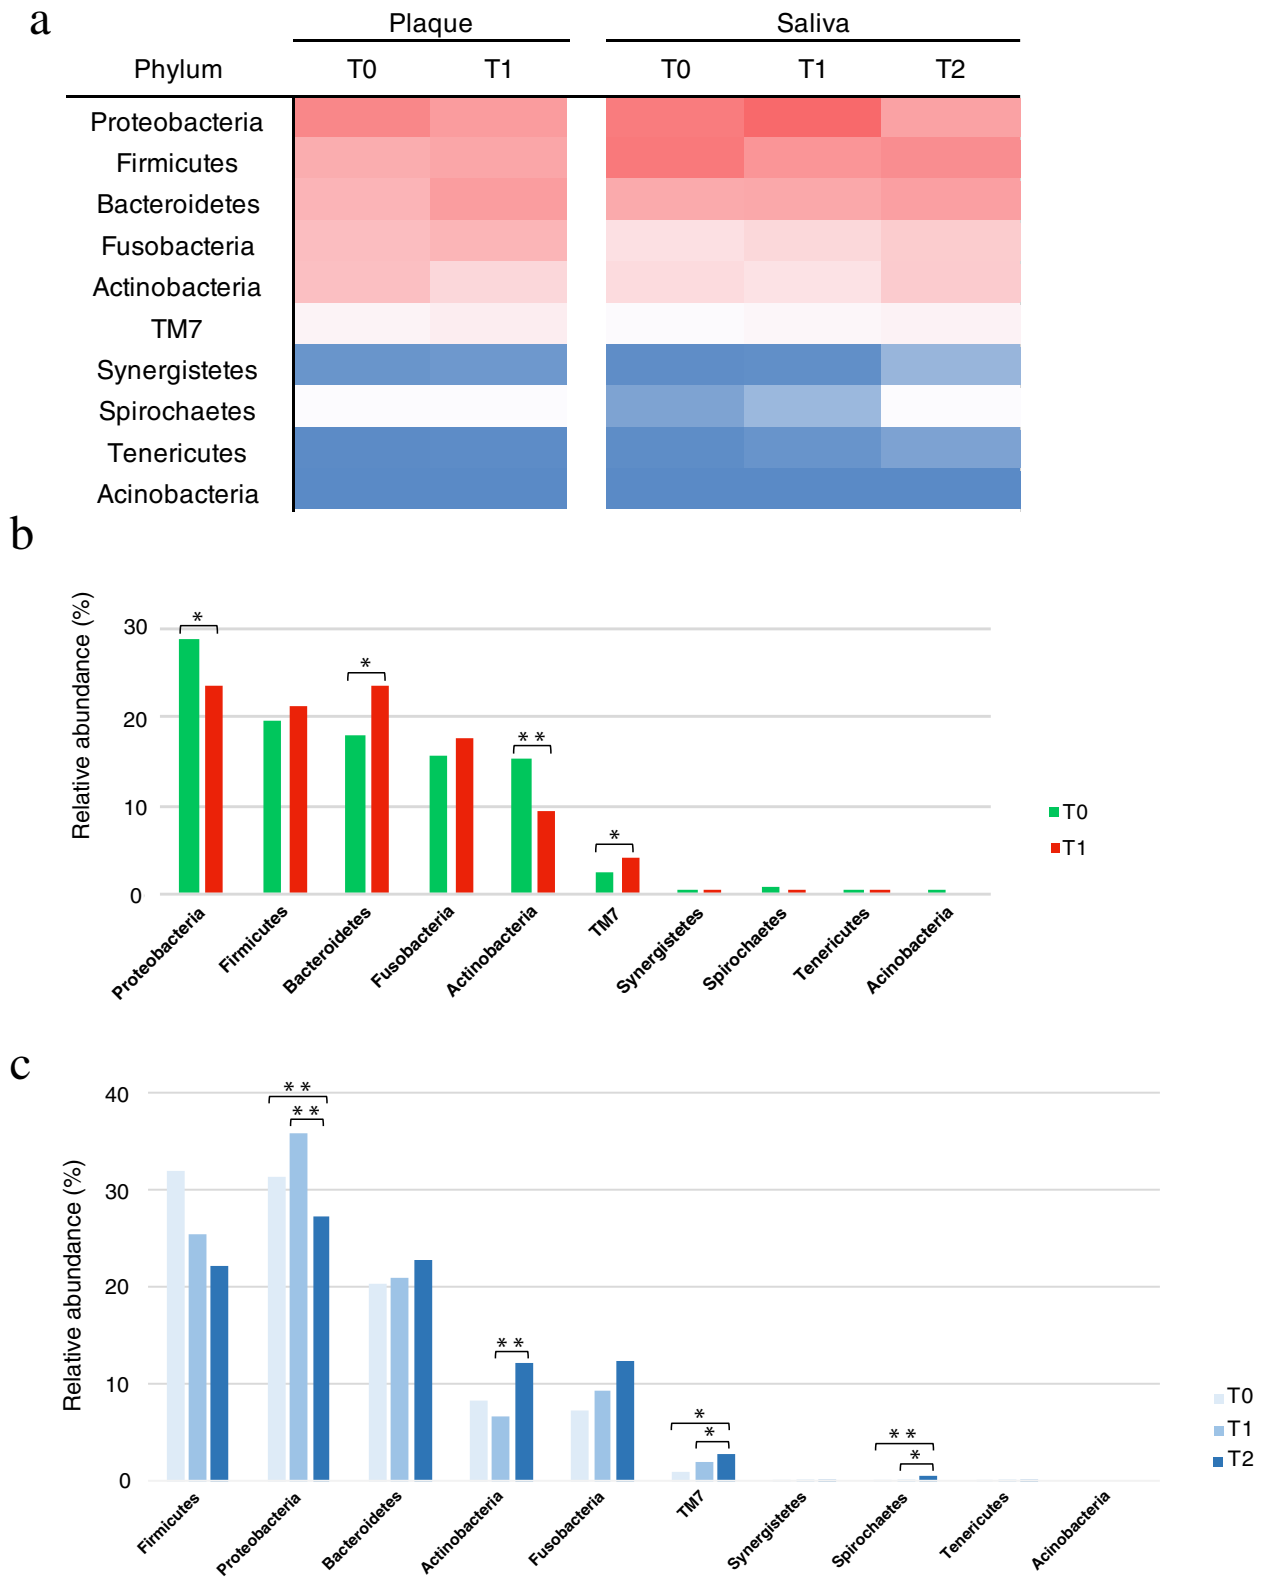 a
Plaque Saliva
Phylum T0 T1 T0 T1 T2
Proteobacteria
Firmicutes
Bacteroidetes
Fusobacteria
Actinobacteria
TM7
Synergistetes
Spirochaetes
Tenericutes
Acinobacteria
b
Relative abundance (%)
30
20
10
0
*
*
**
*
T0
T1
Proteobacteria
Firmicutes
Bacteroidetes
Fusobacteria
Actinobacteria
TM7
Synergistetes
Spirochaetes
Tenericutes
Acinobacteria
c
Relative abundance (%)
40
30
20
10
0
**
**
**
*
*
**
*
T0
T1
T2
Firmicutes
Proteobacteria
Bacteroidetes
Actinobacteria
Fusobacteria
TM7
Synergistetes
Spirochaetes
Tenericutes
Acinobacteria